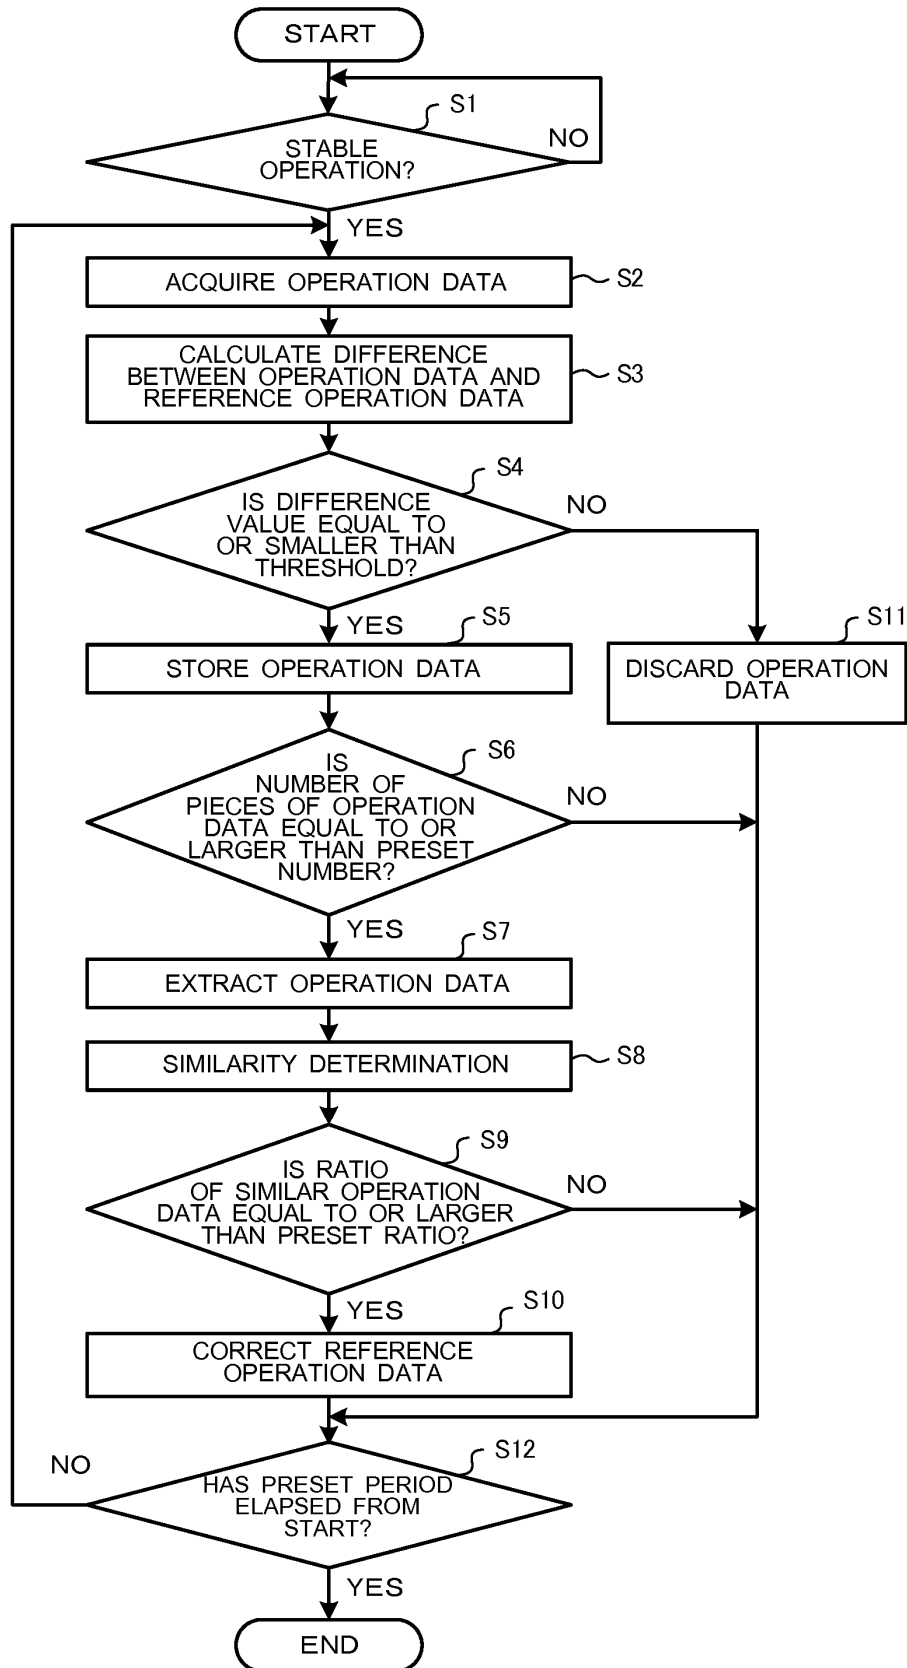 START
S1
STABLE
OPERATION?
NO
YES
ACQUIRE OPERATION DATA
S2
CALCULATE DIFFERENCE
BETWEEN OPERATION DATA AND
REFERENCE OPERATION DATA
S3
S4
IS DIFFERENCE
VALUE EQUAL TO
OR SMALLER THAN
THRESHOLD?
NO
YES
S5
STORE OPERATION DATA
S11
DISCARD OPERATION
DATA
S6
IS
NUMBER OF
PIECES OF OPERATION
DATA EQUAL TO OR
LARGER THAN PRESET
NUMBER?
NO
YES
S7
EXTRACT OPERATION DATA
SIMILARITY DETERMINATION
S8
S9
IS RATIO
OF SIMILAR OPERATION
DATA EQUAL TO OR LARGER
THAN PRESET RATIO?
NO
YES
S10
CORRECT REFERENCE
OPERATION DATA
S12
HAS PRESET PERIOD
ELAPSED FROM
START?
NO
YES
END